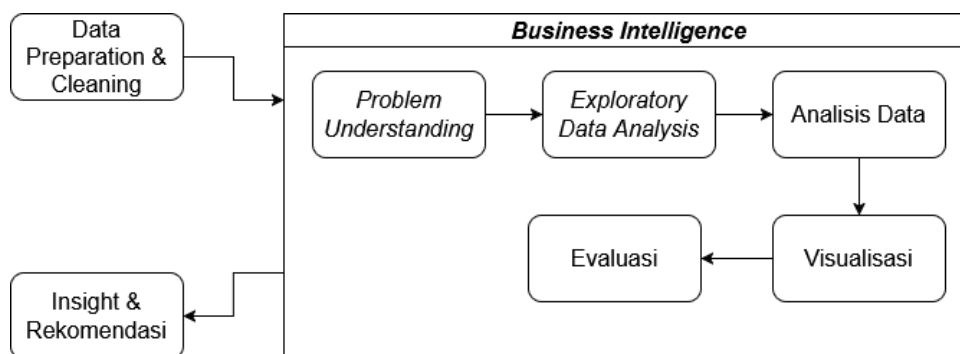 Data
Preparation &
Cleaning
Business Intelligence
Problem
Understanding
Exploratory
Data Analysis
Analisis Data
Evaluasi
Visualisasi
Insight &
Rekomendasi